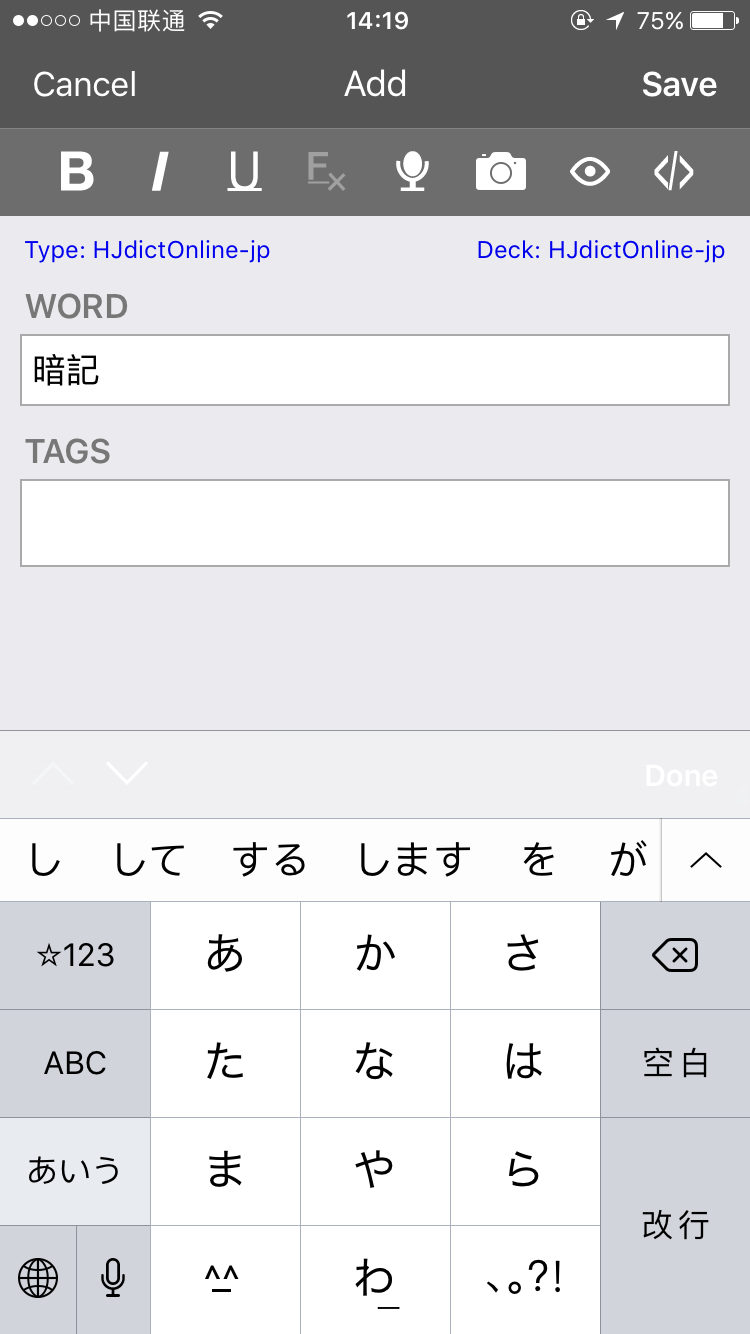 中国联通 14:19 75%
Cancel Add Save
B I U Fx </>
Type: HJdictOnline-jp Deck: HJdictOnline-jp
WORD
暗記
TAGS
Done
し して する します を が
☆123 あ か さ
ABC た な は 空白
あいう ま や ら 改行
^^ わ 、。?!